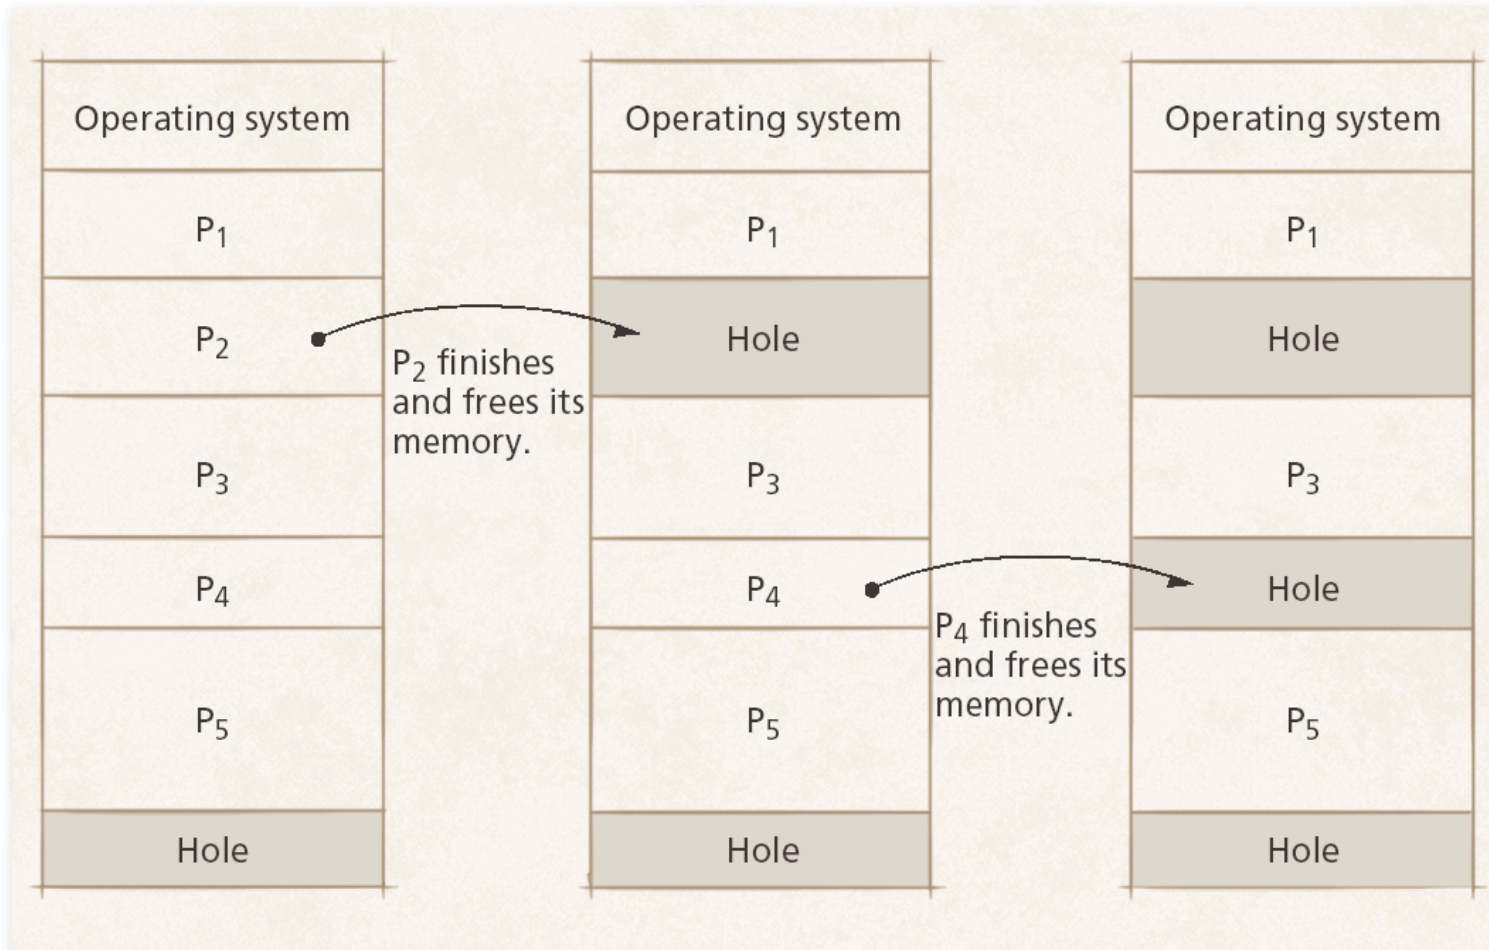 Operating system
P1
P2
P3
P4
P5
Hole
P2 finishes
and frees its
memory.
Operating system
P1
Hole
P3
P4
P5
Hole
P4 finishes
and frees its
memory.
Operating system
P1
Hole
P3
Hole
P5
Hole